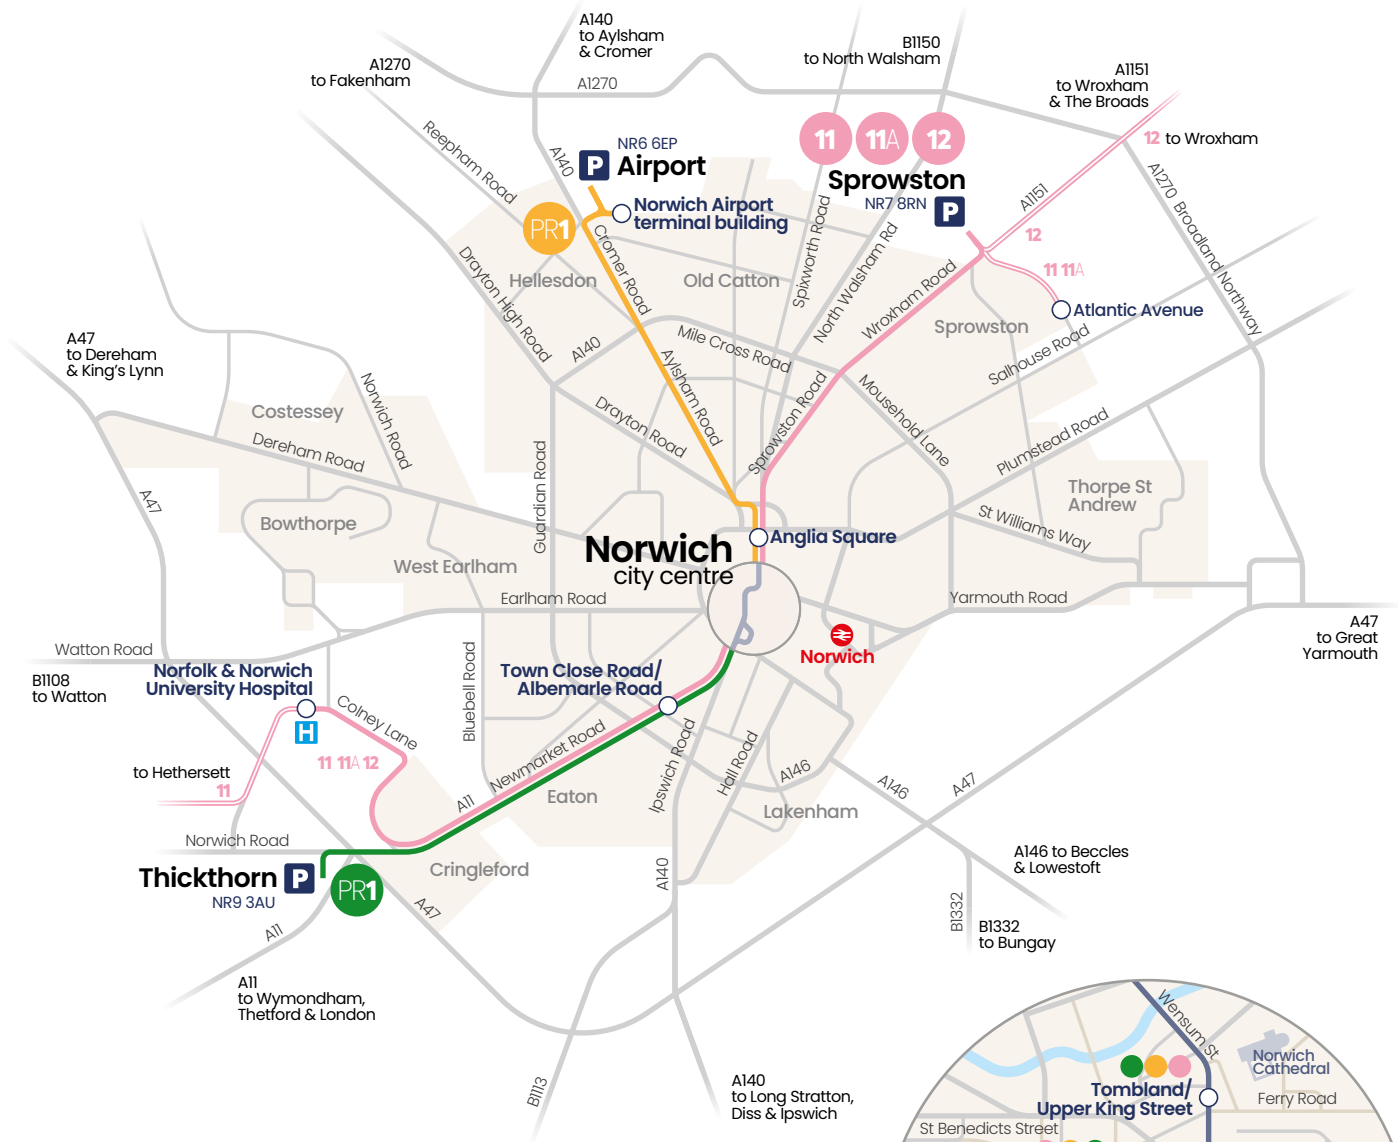 A140
to Aylsham
& Cromer
A1270
to Fakenham
A1270
B1150
to North Walsham
A1151
to Wroxham
& The Broads
12 to Wroxham
11
11A
12
Sprowston
NR7 8RN
P
NR6 6EP
P
Airport
Norwich Airport
terminal building
PR1
A140
Reepham Road
Hellesdon
Cromer Road
Old Catton
Spixworth Road
North Walsham Rd
Wroxham Road
A1151
12
11 11A
Atlantic Avenue
Sprowston
Salhouse Road
A1270 Broadland Northway
Drayton High Road
A140
Mile Cross Road
Aylsham Road
Drayton Road
Sprowston Road
Mousehold Lane
Plumstead Road
A47
to Dereham
& King's Lynn
Costessey
Norwich Road
Dereham Road
A47
Bowthorpe
Guardian Road
West Earlham
Thorpe St
Andrew
St Williams Way
Norwich
city centre
Anglia Square
Earlham Road
Yarmouth Road
Norwich
A47
to Great
Yarmouth
Watton Road
B1108
to Watton
Norfolk & Norwich
University Hospital
H
Colney Lane
Bluebell Road
Town Close Road/
Albemarle Road
11 11A 12
to Hethersett
11
Newmarket Road
A11
Eaton
Ipswich Road
Hall Road
A146
Lakenham
A146
A47
Norwich Road
Thickthorn
P
NR9 3AU
PR1
Cringleford
A140
A47
A11
A11
to Wymondham,
Thetford & London
A146 to Beccles
& Lowestoft
B1332
B1332
to Bungay
B1113
A140
to Long Stratton,
Diss & Ipswich
Wensum St
Norwich
Cathedral
Tombland/
Upper King Street
Ferry Road
St Benedicts Street